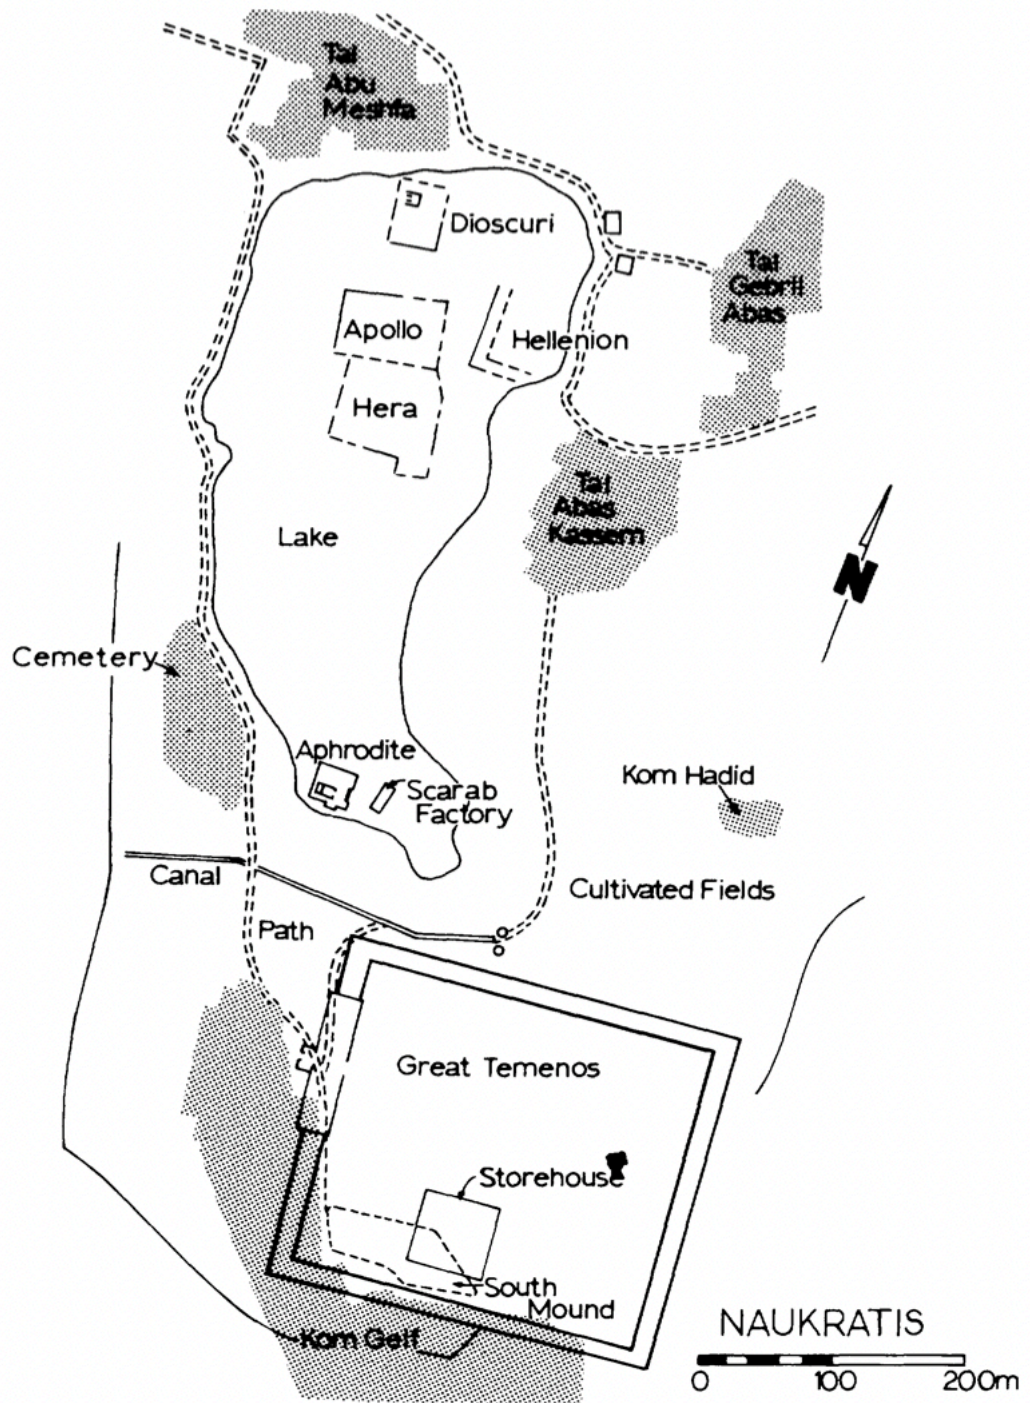 Tal
Abu
Meshfa
Dioscuri
Tal
Gebril
Abas
Apollo
Hellenion
Hera
Tal
Abas
Kassem
Lake
N
Cemetery
Aphrodite
Scarab
Factory
Kom Hadid
Canal
Cultivated Fields
Path
Great Temenos
Storehouse
South
Mound
Kom Geif
NAUKRATIS
0 100 200m